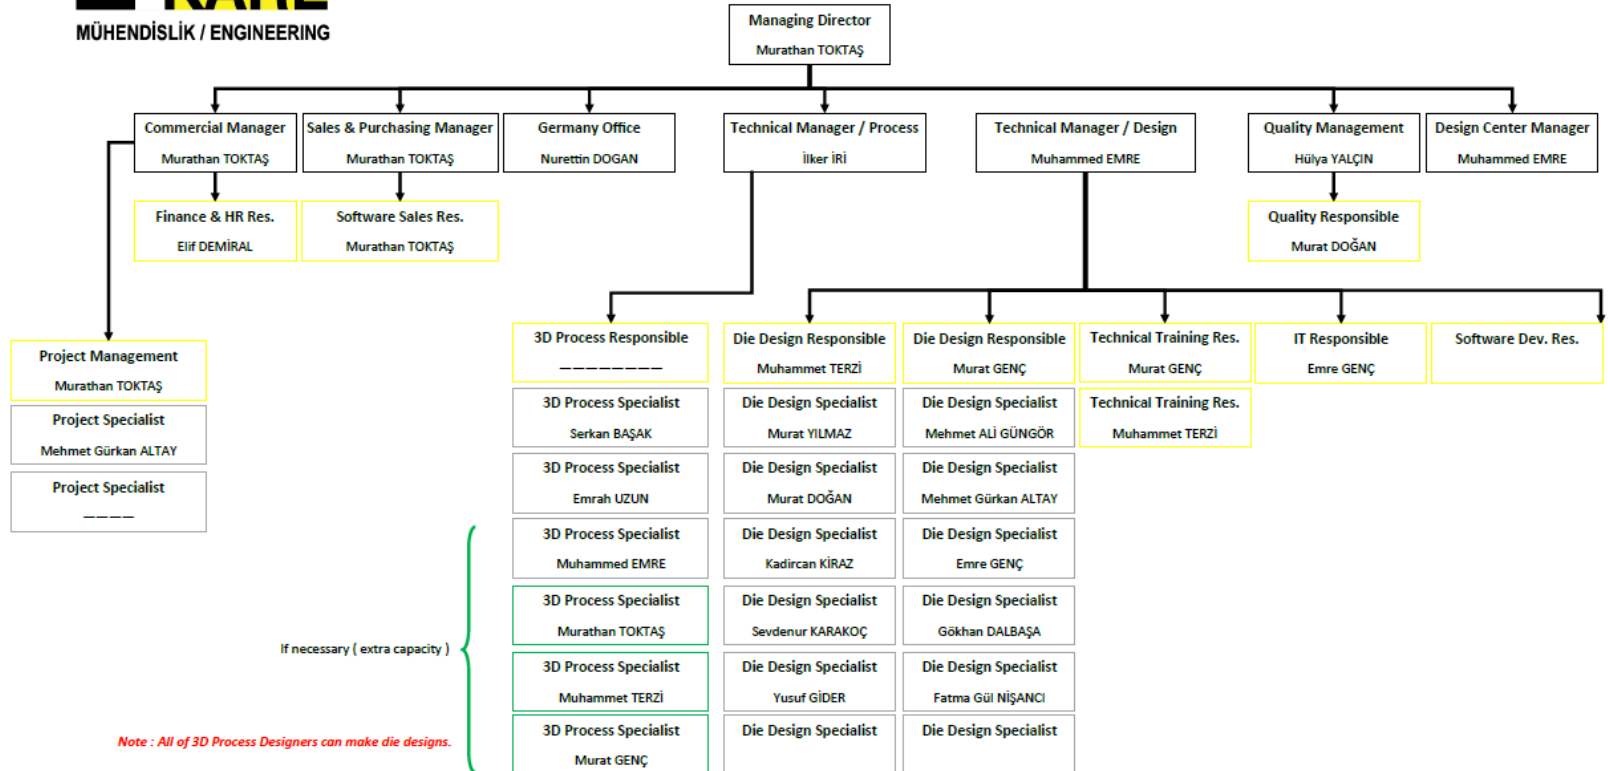 KARE
MÜHENDİSLİK / ENGINEERING
Managing Director
Murathan TOKTAŞ
Commercial Manager
Murathan TOKTAŞ
Sales & Purchasing Manager
Murathan TOKTAŞ
Germany Office
Nurettin DOGAN
Technical Manager / Process
İlker İRİ
Technical Manager / Design
Muhammed EMRE
Quality Management
Hülya YALÇIN
Design Center Manager
Muhammed EMRE
Finance & HR Res.
Elif DEMİRAL
Software Sales Res.
Murathan TOKTAŞ
Quality Responsible
Murat DOĞAN
Project Management
Murathan TOKTAŞ
Project Specialist
Mehmet Gürkan ALTAY
Project Specialist
————
3D Process Responsible
————————
3D Process Specialist
Serkan BAŞAK
3D Process Specialist
Emrah UZUN
3D Process Specialist
Muhammed EMRE
3D Process Specialist
Murathan TOKTAŞ
3D Process Specialist
Muhammet TERZİ
3D Process Specialist
Murat GENÇ
Die Design Responsible
Muhammet TERZİ
Die Design Specialist
Murat YILMAZ
Die Design Specialist
Murat DOĞAN
Die Design Specialist
Kadircan KİRAZ
Die Design Specialist
Sevdenur KARAKOÇ
Die Design Specialist
Yusuf GİDER
Die Design Specialist
Die Design Responsible
Murat GENÇ
Die Design Specialist
Mehmet ALİ GÜNGÖR
Die Design Specialist
Mehmet Gürkan ALTAY
Die Design Specialist
Emre GENÇ
Die Design Specialist
Gökhan DALBAŞA
Die Design Specialist
Fatma Gül NİŞANCI
Die Design Specialist
Technical Training Res.
Murat GENÇ
Technical Training Res.
Muhammet TERZİ
IT Responsible
Emre GENÇ
Software Dev. Res.
If necessary ( extra capacity )
Note : All of 3D Process Designers can make die designs.